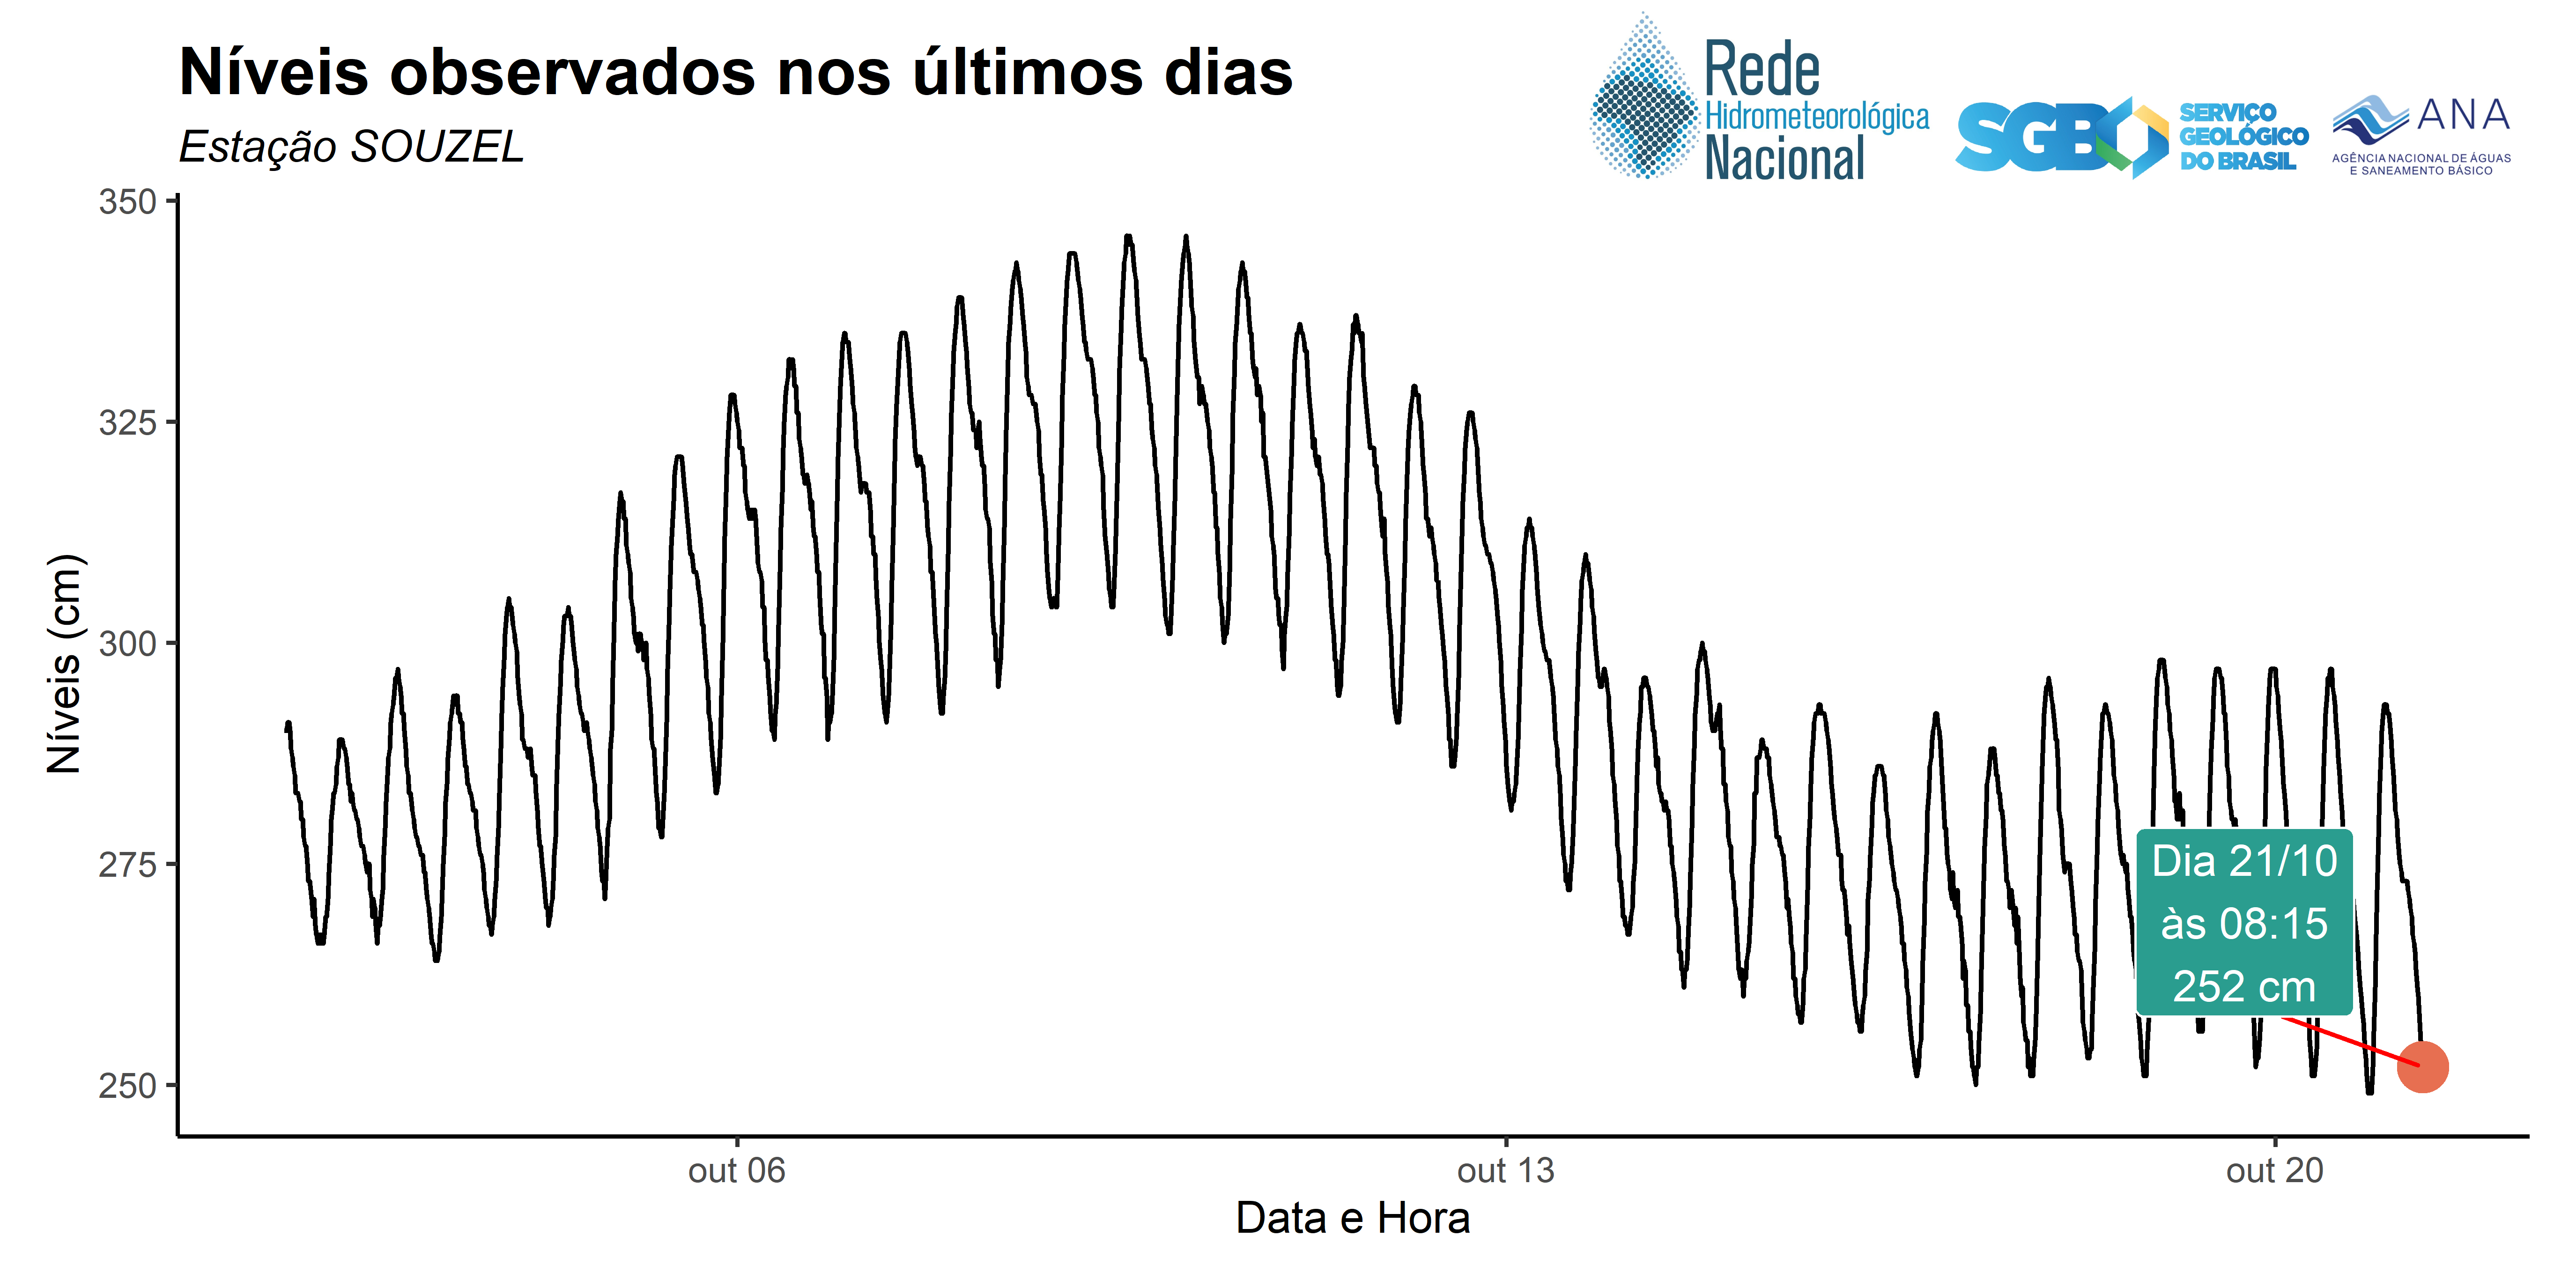 Níveis observados nos últimos dias
Estação SOUZEL
Rede
Hidrometeorológica
Nacional
SGB
SERVIÇO
GEOLÓGICO
DO BRASIL
ANA
AGÊNCIA NACIONAL DE ÁGUAS
E SANEAMENTO BÁSICO
350
325
300
275
250
Níveis (cm)
Dia 21/10
às 08:15
252 cm
out 06
out 13
out 20
Data e Hora